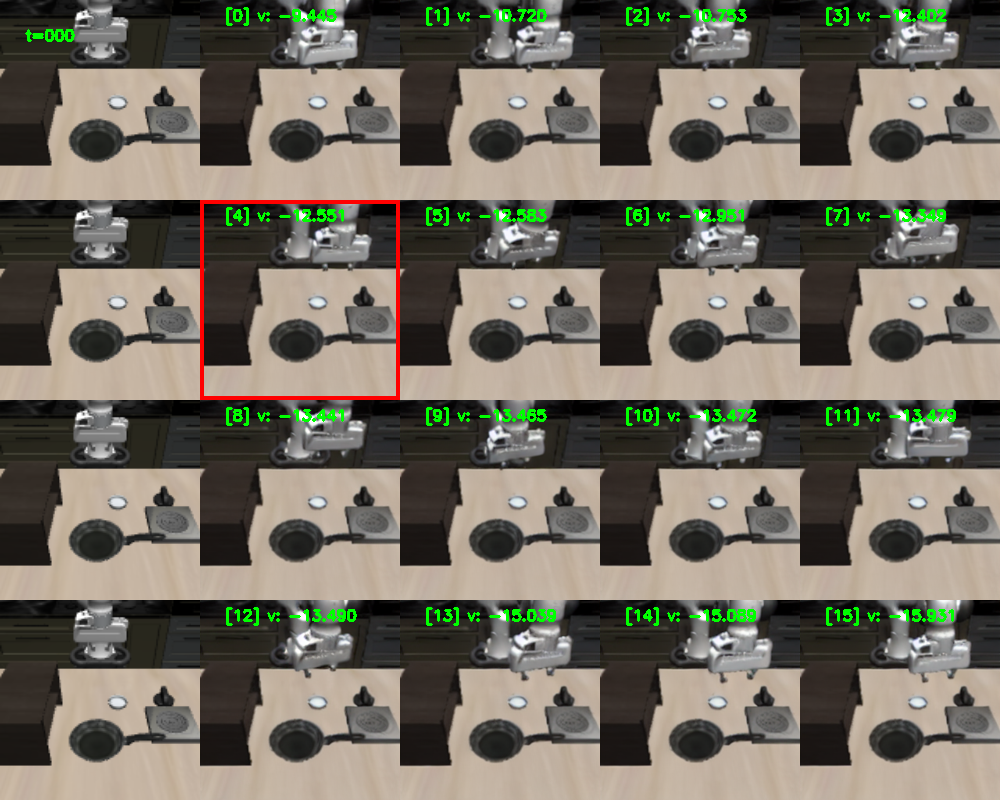 t=000
[0] v: -9.445
[1] v: -10.720
[2] v: -10.753
[3] v: -12.402
[4] v: -12.551
[5] v: -12.583
[6] v: -12.951
[7] v: -13.349
[8] v: -13.441
[9] v: -13.465
[10] v: -13.472
[11] v: -13.479
[12] v: -13.490
[13] v: -15.039
[14] v: -15.069
[15] v: -15.931